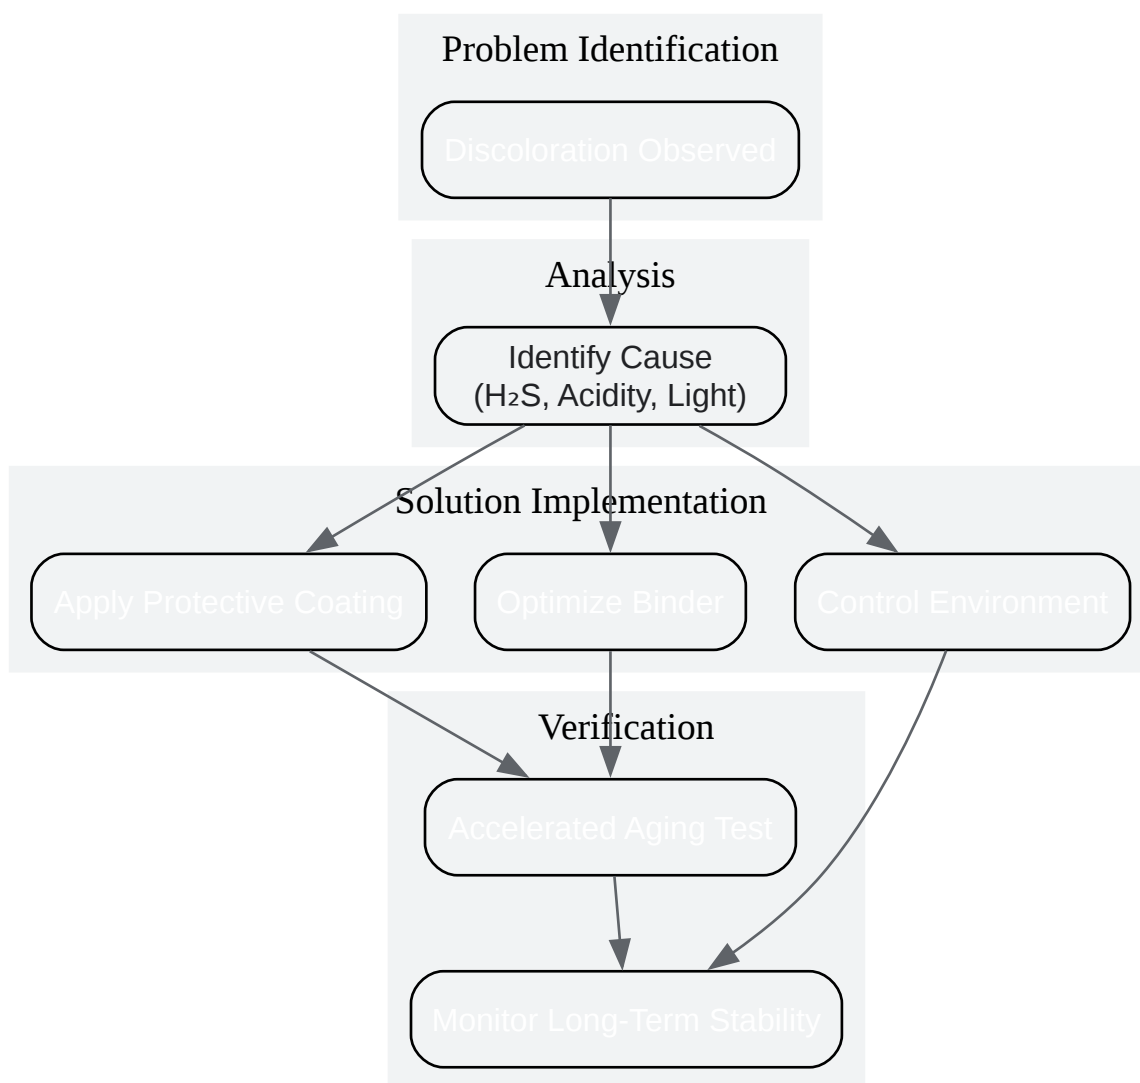 Problem Identification
Discoloration Observed
Analysis
Identify Cause
(H₂S, Acidity, Light)
Solution Implementation
Apply Protective Coating
Optimize Binder
Control Environment
Verification
Accelerated Aging Test
Monitor Long-Term Stability